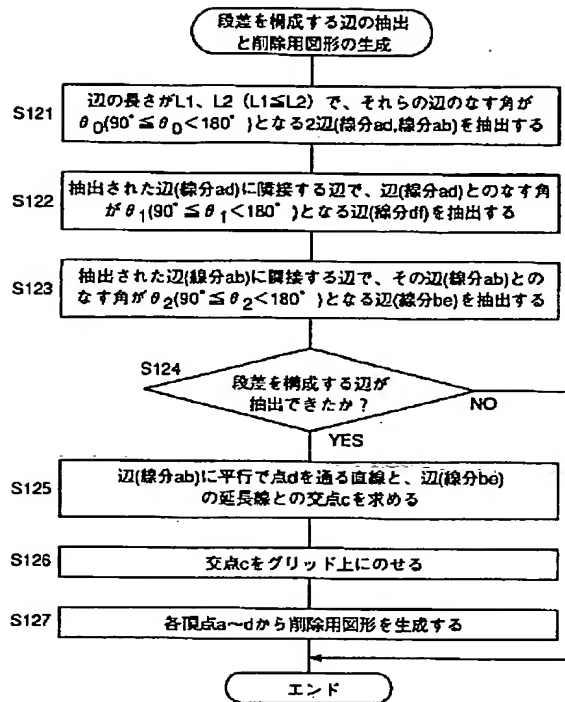 段差を構成する辺の抽出
と削除用図形の生成
S121
辺の長さがL1、L2（L1≦L2）で、それらの辺のなす角が
θ0(90°≦θ0<180°)となる2辺(線分ad,線分ab)を抽出する
S122
抽出された辺(線分ad)に隣接する辺で、辺(線分ad)とのなす角
がθ1(90°≦θ1<180°)となる辺(線分df)を抽出する
S123
抽出された辺(線分ab)に隣接する辺で、その辺(線分ab)との
なす角がθ2(90°≦θ2<180°)となる辺(線分be)を抽出する
S124
段差を構成する辺が
抽出できたか？
NO
YES
S125
辺(線分ab)に平行で点dを通る直線と、辺(線分be)
の延長線との交点cを求める
S126
交点cをグリッド上にのせる
S127
各頂点a～dから削除用図形を生成する
エンド